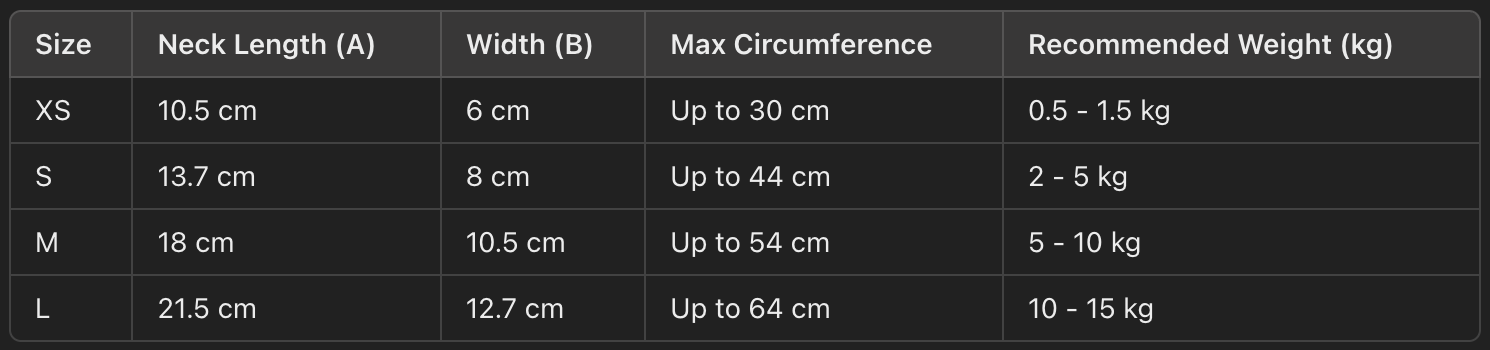 Size Neck Length (A) Width (B) Max Circumference Recommended Weight (kg)
XS 10.5 cm 6 cm Up to 30 cm 0.5 - 1.5 kg
S 13.7 cm 8 cm Up to 44 cm 2 - 5 kg
M 18 cm 10.5 cm Up to 54 cm 5 - 10 kg
L 21.5 cm 12.7 cm Up to 64 cm 10 - 15 kg